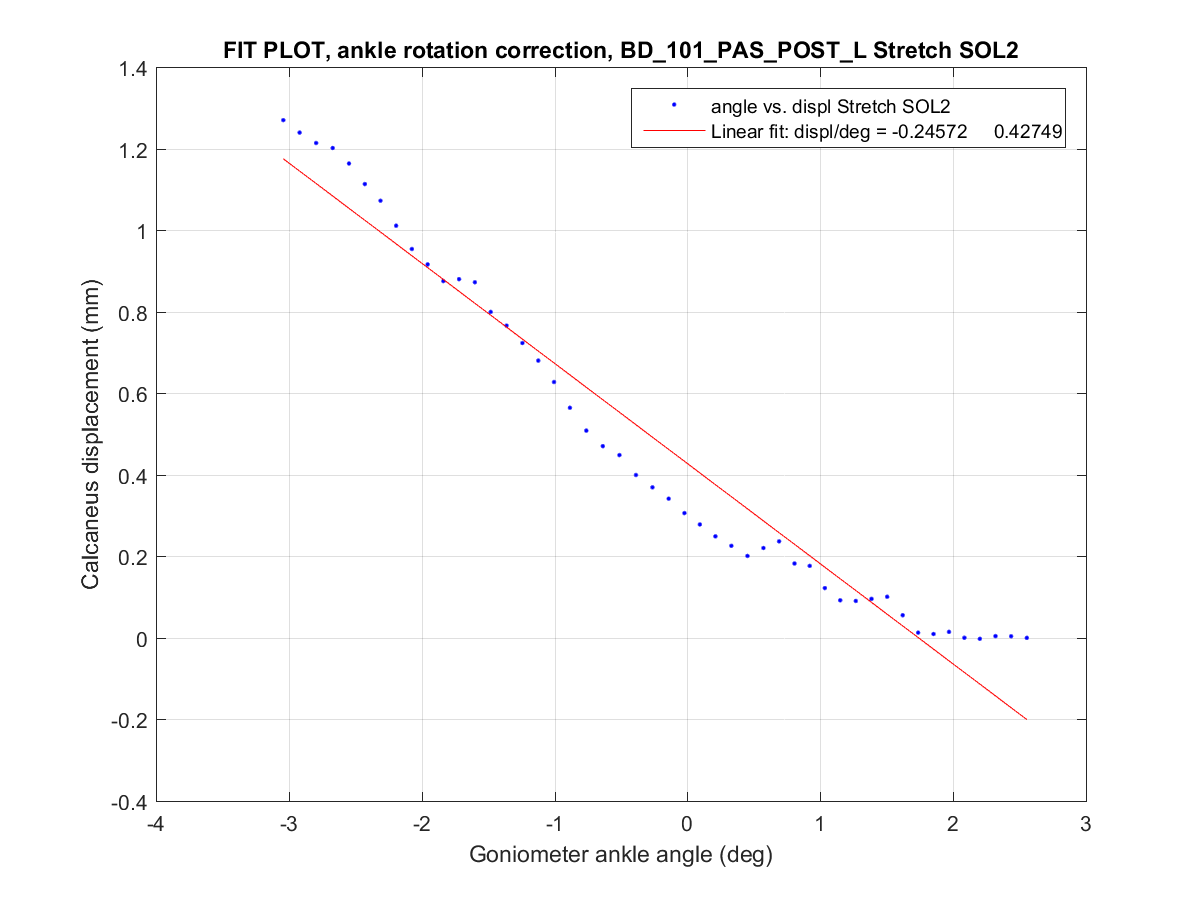 FIT PLOT, ankle rotation correction, BD_101_PAS_POST_L Stretch SOL2
1.4
angle vs. displ Stretch SOL2
Linear fit: displ/deg = -0.24572 0.42749
1.2
1
0.8
0.6
0.4
0.2
0
-0.2
-0.4
Calcaneus displacement (mm)
-4 -3 -2 -1 0 1 2 3
Goniometer ankle angle (deg)